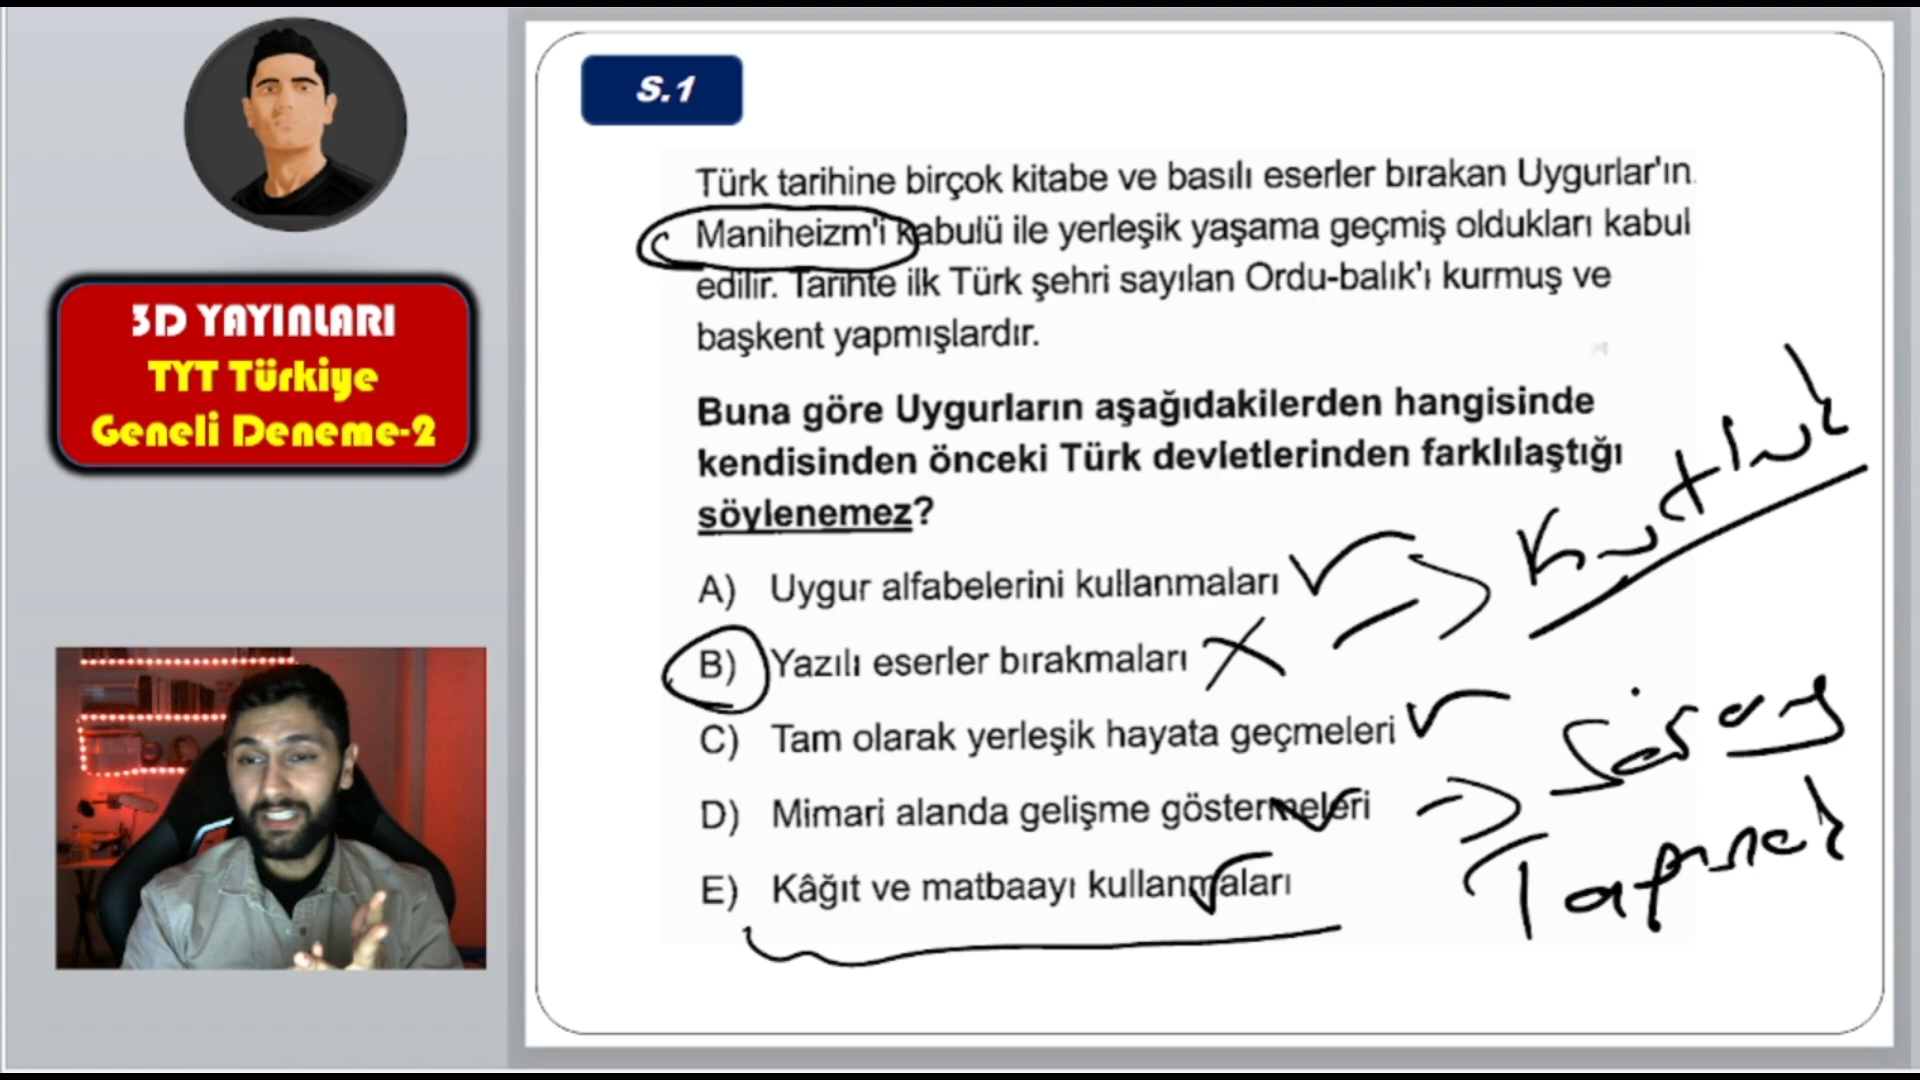 S.1
Türk tarihine birçok kitabe ve basılı eserler bırakan Uygurlar'ın
Maniheizm'i kabulü ile yerleşik yaşama geçmiş oldukları kabul
edilir. Tarihte ilk Türk şehri sayılan Ordu-balık'ı kurmuş ve
başkent yapmışlardır.
Buna göre Uygurların aşağıdakilerden hangisinde
kendisinden önceki Türk devletlerinden farklılaştığı
söylenemez?
A) Uygur alfabelerini kullanmaları
B) Yazılı eserler bırakmaları
C) Tam olarak yerleşik hayata geçmeleri
D) Mimari alanda gelişme göstermeleri
E) Kâğıt ve matbaayı kullanmaları
Kutluk
Saray
Tapınak
3D YAYINLARI
TYT Türkiye
Geneli Deneme-2